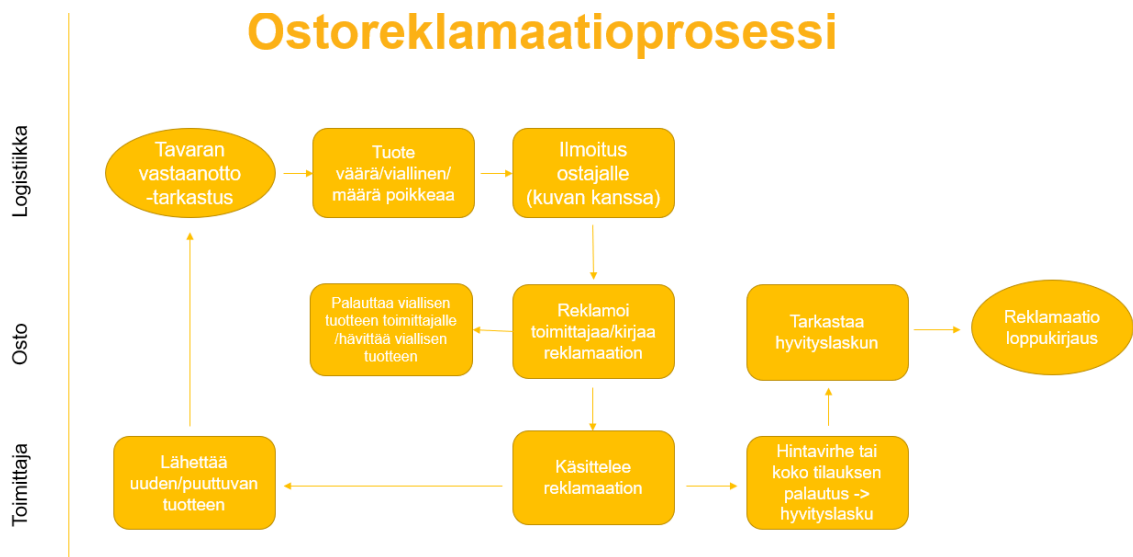 Ostoreklamaatioprosessi
Logistiikka
Tavaran
vastaanotto
-tarkastus
Tuote
väärä/viallinen/
määrä poikkeaa
Ilmoitus
ostajalle
(kuvan kanssa)
Osto
Palauttaa viallisen
tuotteen toimittajalle
/hävittää viallisen
tuotteen
Reklamoi
toimittajaa/kirjaa
reklamaation
Tarkastaa
hyvityslaskun
Reklamaatio
loppukirjaus
Toimittaja
Lähettää
uuden/puuttuvan
tuotteen
Käsittelee
reklamaation
Hintavirhe tai
koko tilauksen
palautus ->
hyvityslasku